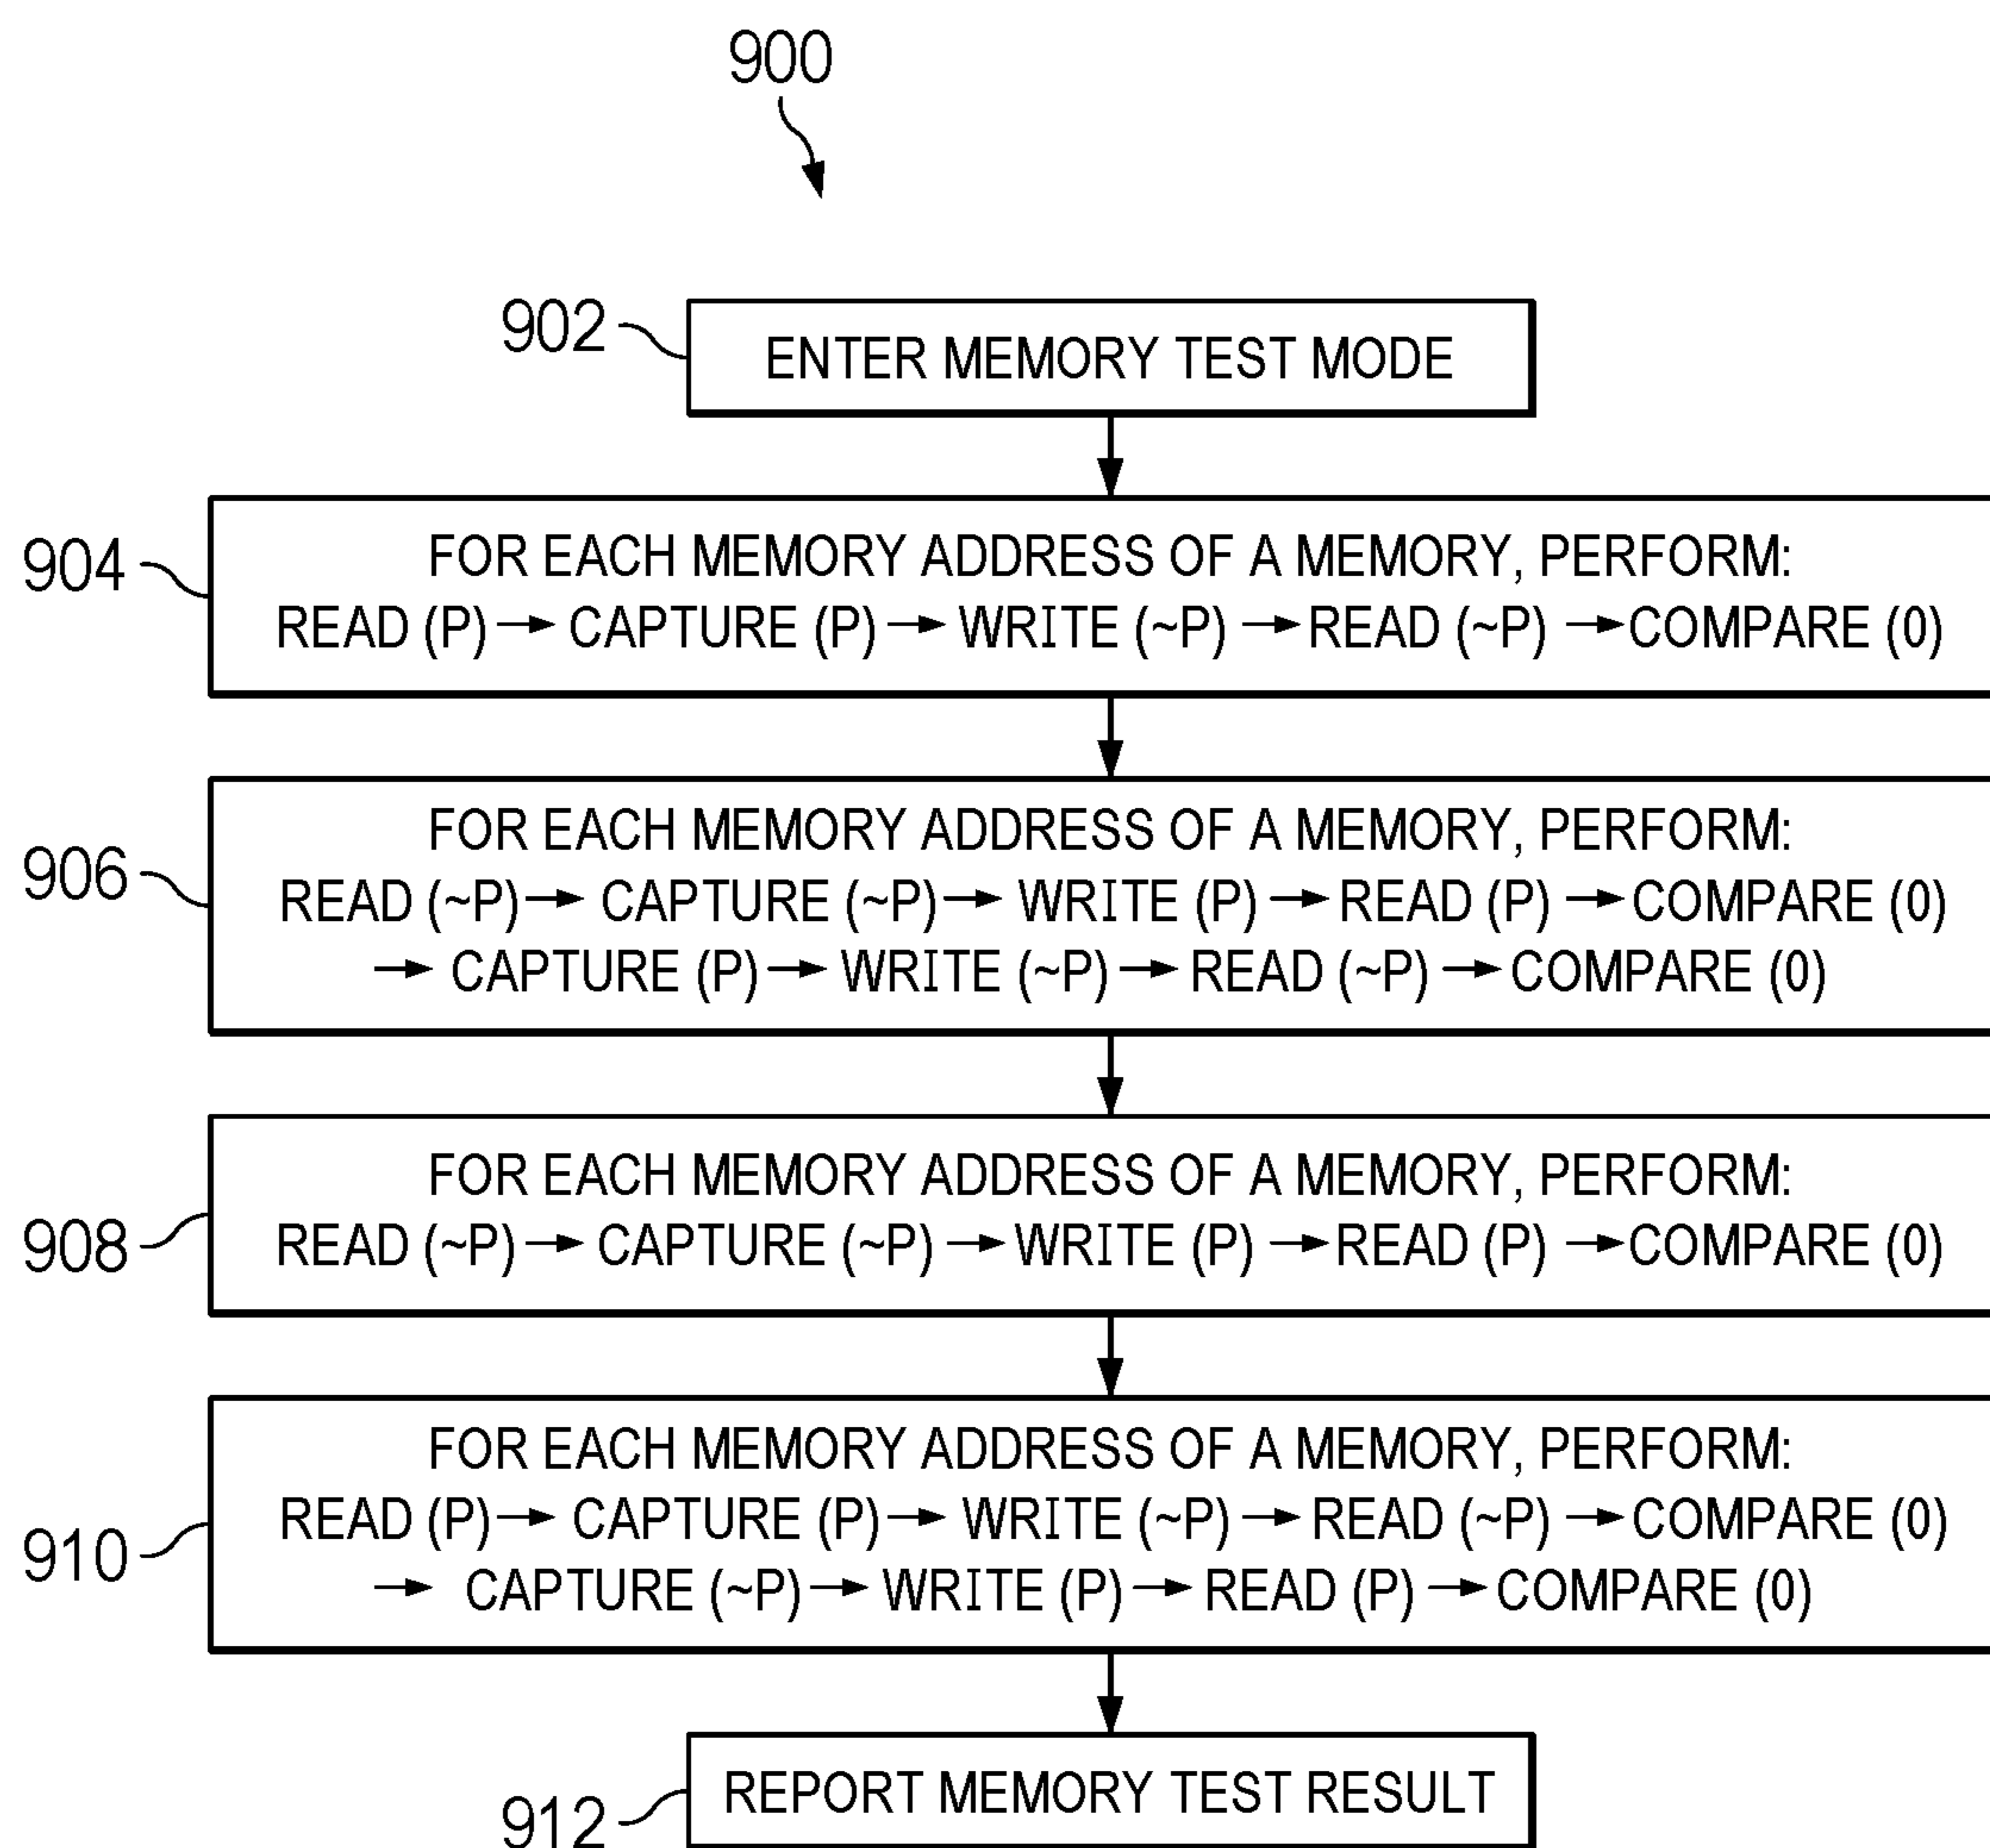 900
902
ENTER MEMORY TEST MODE
904
FOR EACH MEMORY ADDRESS OF A MEMORY, PERFORM:
READ (P) → CAPTURE (P) → WRITE (~P) → READ (~P) → COMPARE (0)
906
FOR EACH MEMORY ADDRESS OF A MEMORY, PERFORM:
READ (~P) → CAPTURE (~P) → WRITE (P) → READ (P) → COMPARE (0)
→ CAPTURE (P) → WRITE (~P) → READ (~P) → COMPARE (0)
908
FOR EACH MEMORY ADDRESS OF A MEMORY, PERFORM:
READ (~P) → CAPTURE (~P) → WRITE (P) → READ (P) → COMPARE (0)
910
FOR EACH MEMORY ADDRESS OF A MEMORY, PERFORM:
READ (P) → CAPTURE (P) → WRITE (~P) → READ (~P) → COMPARE (0)
→ CAPTURE (~P) → WRITE (P) → READ (P) → COMPARE (0)
912
REPORT MEMORY TEST RESULT